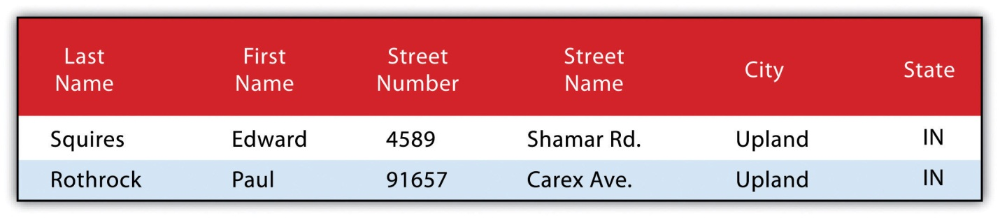 Last Name First Name Street Number Street Name City State
Squires Edward 4589 Shamar Rd. Upland IN
Rothrock Paul 91657 Carex Ave. Upland IN